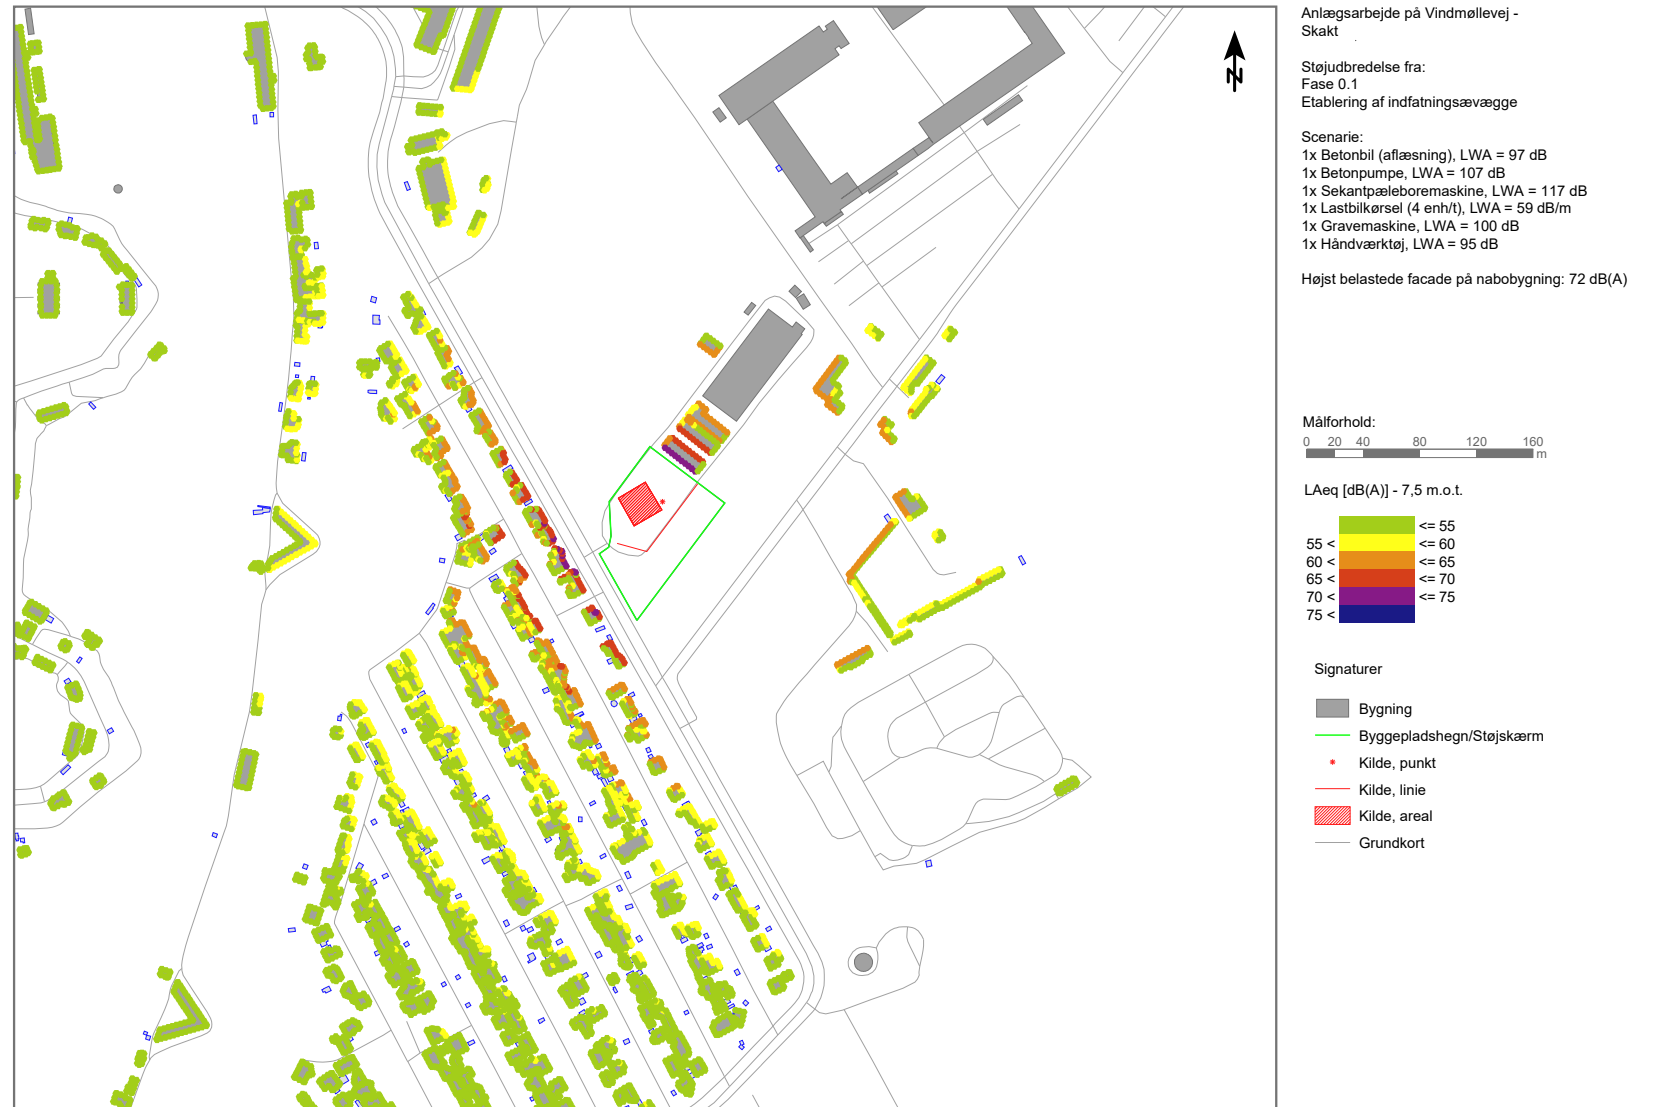 N
Anlægsarbejde på Vindmøllevej -
Skakt
Støjudbredelse fra:
Fase 0.1
Etablering af indfatningsævægge
Scenarie:
1x Betonbil (aflæsning), LWA = 97 dB
1x Betonpumpe, LWA = 107 dB
1x Sekantpæleboremaskine, LWA = 117 dB
1x Lastbilkørsel (4 enh/t), LWA = 59 dB/m
1x Gravemaskine, LWA = 100 dB
1x Håndværktøj, LWA = 95 dB
Højst belastede facade på nabobygning: 72 dB(A)
Målforhold:
0 20 40 80 120 160
m
LAeq [dB(A)] - 7,5 m.o.t.
<= 55
55 < <= 60
60 < <= 65
65 < <= 70
70 < <= 75
75 <
Signaturer
Bygning
Byggepladshegn/Støjskærm
Kilde, punkt
Kilde, linie
Kilde, areal
Grundkort